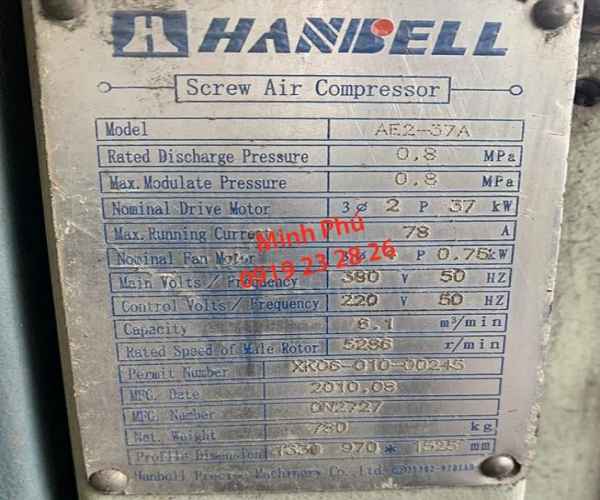 H HANBELL
Screw Air Compressor
Model AE2-37A
Rated Discharge Pressure 0.8 MPa
Max. Modulate Pressure 0.8 MPa
Nominal Drive Motor 3 ø 2 P 37 kW
Max. Running Current 78 A
Nominal Fan Motor 3 ø P 0.75 kW
Minh Phú
0919 23 28 26
Main Volts / Frequency 380 V 50 HZ
Control Volts / Frequency 220 V 50 HZ
Capacity 6.1 m³/min
Rated Speed of Male Rotor 5286 r/min
Permit Number XK06-010-00245
MFG. Date 2010.08
MFG. Number ON2727
Net. Weight 780 kg
Profile Dimension 1330 970 * 1525 mm
Hanbell Precise Machinery Co., Ltd.